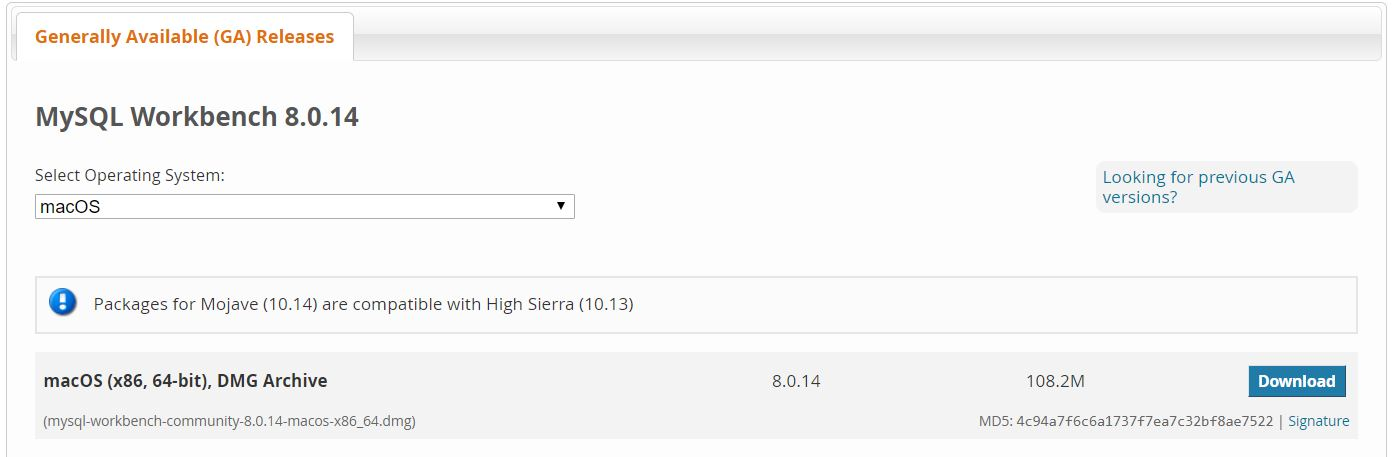 Generally Available (GA) Releases
MySQL Workbench 8.0.14
Select Operating System:
macOS
Looking for previous GA
versions?
Packages for Mojave (10.14) are compatible with High Sierra (10.13)
macOS (x86, 64-bit), DMG Archive 8.0.14 108.2M Download
(mysql-workbench-community-8.0.14-macos-x86_64.dmg) MD5: 4c94a7f6c6a1737f7ea7c32bf8ae7522 | Signature